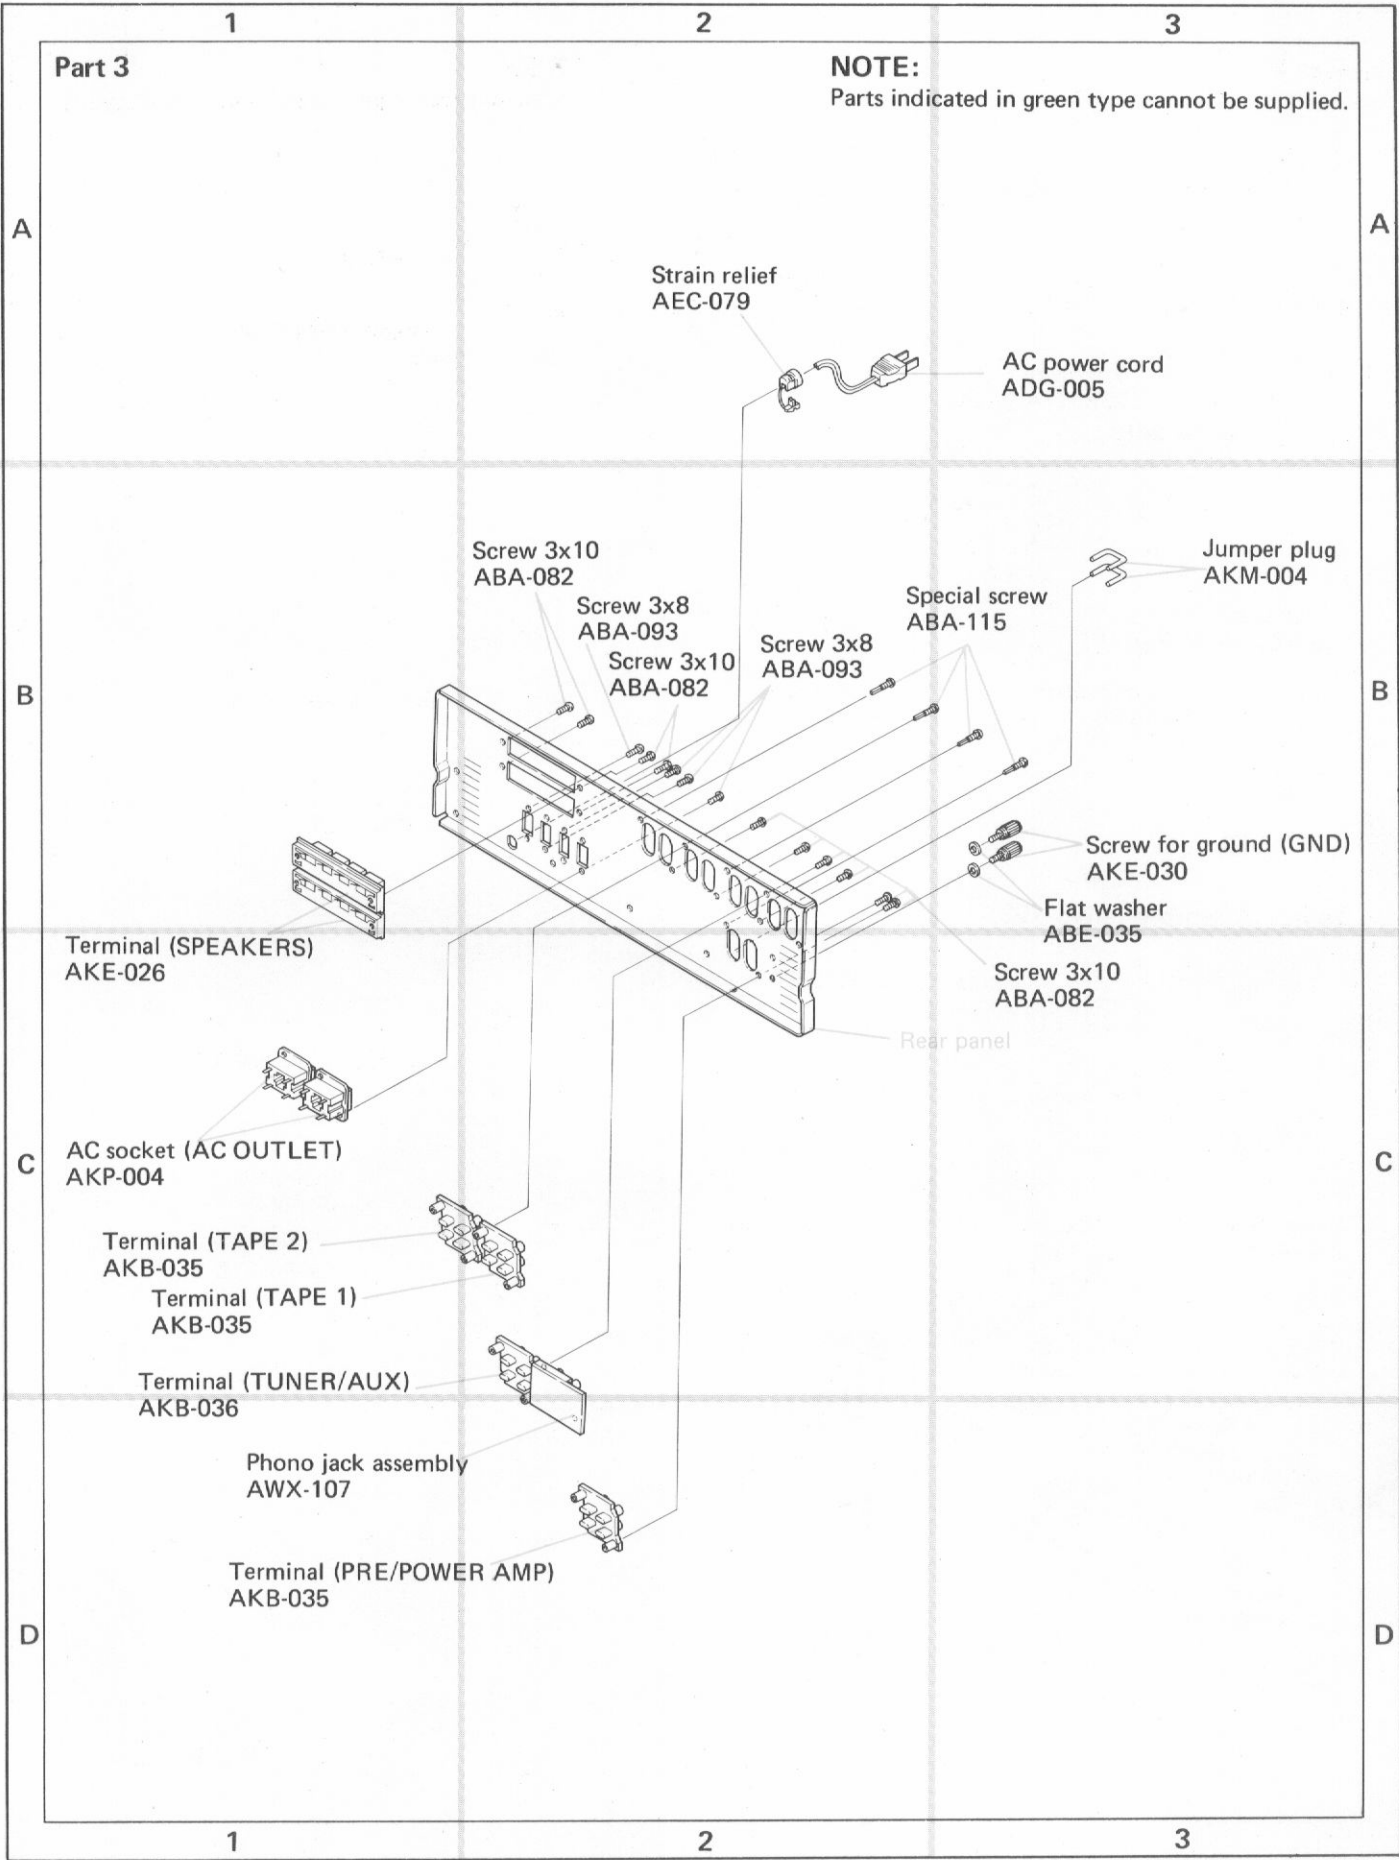 1 2 3
Part 3
NOTE:
Parts indicated in green type cannot be supplied.
A A
Strain relief
AEC-079
AC power cord
ADG-005
Screw 3x10
ABA-082
Screw 3x8
ABA-093
Screw 3x10
ABA-082
Screw 3x8
ABA-093
Special screw
ABA-115
Jumper plug
AKM-004
B B
Screw for ground (GND)
AKE-030
Flat washer
ABE-035
Screw 3x10
ABA-082
Terminal (SPEAKERS)
AKE-026
Rear panel
AC socket (AC OUTLET)
AKP-004
C C
Terminal (TAPE 2)
AKB-035
Terminal (TAPE 1)
AKB-035
Terminal (TUNER/AUX)
AKB-036
Phono jack assembly
AWX-107
Terminal (PRE/POWER AMP)
AKB-035
D D
1 2 3